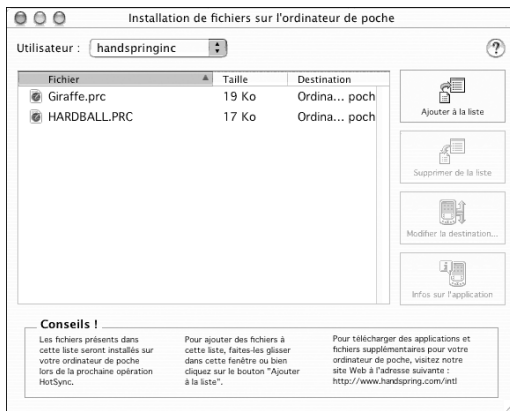 Installation de fichiers sur l'ordinateur de poche
Utilisateur : handspringinc
Fichier Taille Destination
Giraffe.prc 19 Ko Ordina... poch
HARDBALL.PRC 17 Ko Ordina... poch
Ajouter à la liste
Supprimer de la liste
Modifier la destination...
Infos sur l'application
Conseils !
Les fichiers présents dans
cette liste seront installés sur
votre ordinateur de poche
lors de la prochaine opération
HotSync.
Pour ajouter des fichiers à
cette liste, faites-les glisser
dans cette fenêtre ou bien
cliquez sur le bouton "Ajouter
à la liste".
Pour télécharger des applications et
fichiers supplémentaires pour votre
ordinateur de poche, visitez notre
site Web à l'adresse suivante :
http://www.handspring.com/intl